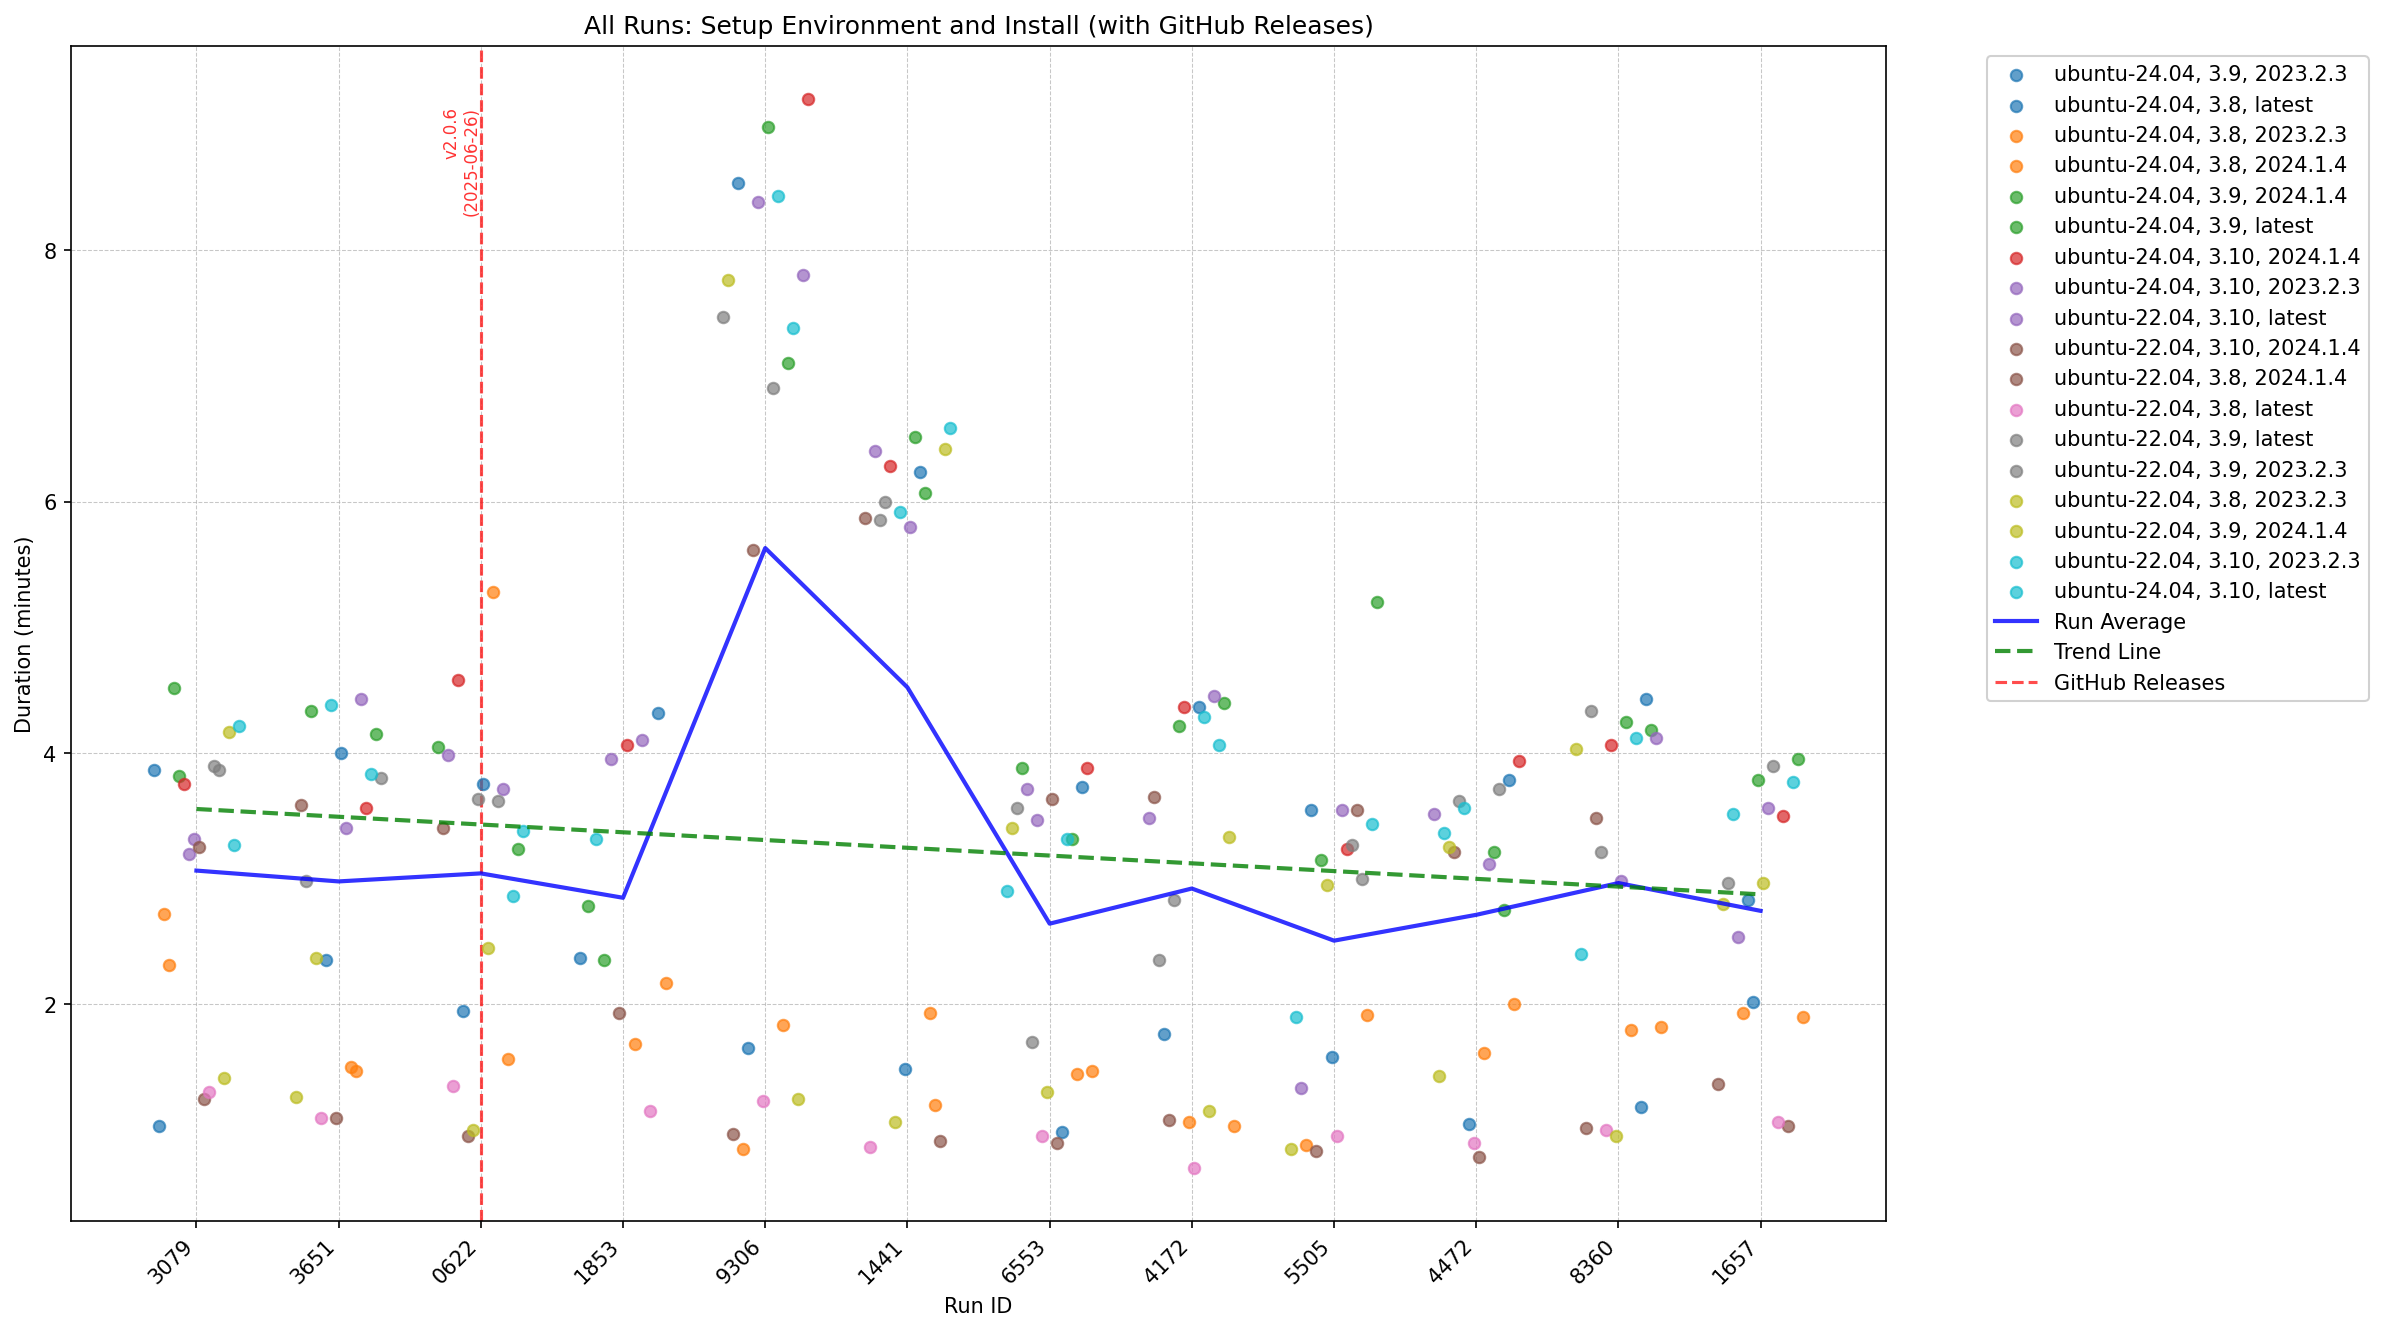 All Runs: Setup Environment and Install (with GitHub Releases)
v2.0.6
(2025-06-26)
8
6
4
2
Duration (minutes)
3079
3651
0622
1853
9306
1441
6553
4172
5505
4472
8360
1657
Run ID
ubuntu-24.04, 3.9, 2023.2.3
ubuntu-24.04, 3.8, latest
ubuntu-24.04, 3.8, 2023.2.3
ubuntu-24.04, 3.8, 2024.1.4
ubuntu-24.04, 3.9, 2024.1.4
ubuntu-24.04, 3.9, latest
ubuntu-24.04, 3.10, 2024.1.4
ubuntu-24.04, 3.10, 2023.2.3
ubuntu-22.04, 3.10, latest
ubuntu-22.04, 3.10, 2024.1.4
ubuntu-22.04, 3.8, 2024.1.4
ubuntu-22.04, 3.8, latest
ubuntu-22.04, 3.9, latest
ubuntu-22.04, 3.9, 2023.2.3
ubuntu-22.04, 3.8, 2023.2.3
ubuntu-22.04, 3.9, 2024.1.4
ubuntu-22.04, 3.10, 2023.2.3
ubuntu-24.04, 3.10, latest
Run Average
Trend Line
GitHub Releases